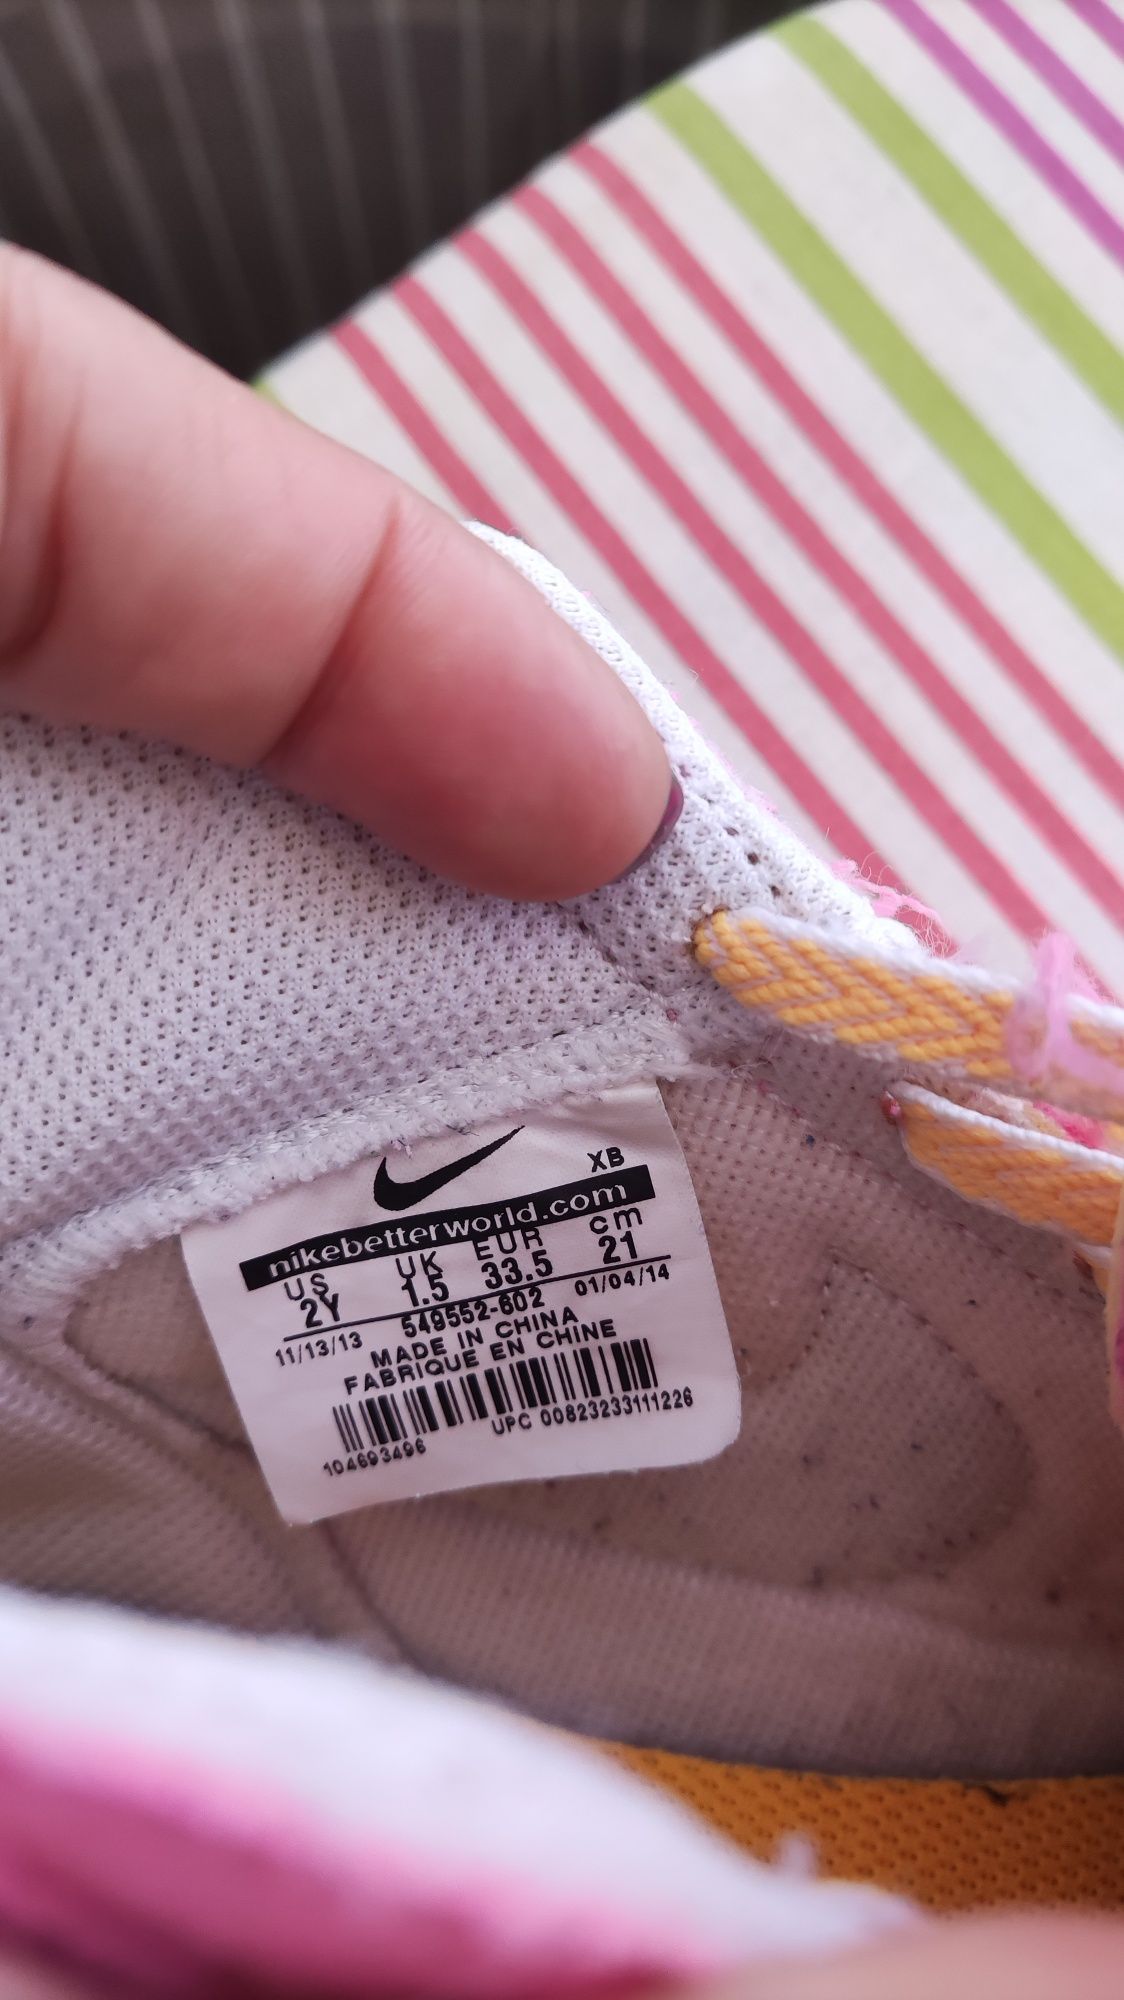 XB
nikebetterworld.com
US UK EUR cm
2Y 1.5 33.5 21
11/13/13 549552-602 01/04/14
MADE IN CHINA
FABRIQUE EN CHINE
104693496 UPC 00823233111226